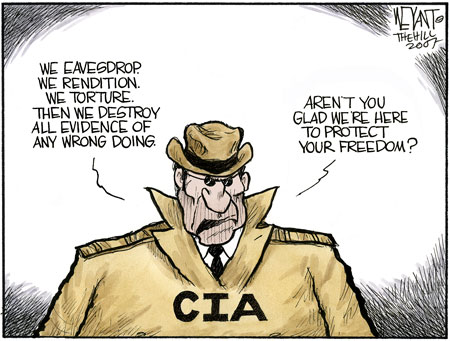 WEYANT©
THE HILL
2007
WE EAVESDROP.
WE RENDITION.
WE TORTURE.
THEN WE DESTROY
ALL EVIDENCE OF
ANY WRONG DOING.
AREN'T YOU
GLAD WE'RE HERE
TO PROTECT
YOUR FREEDOM?
CIA